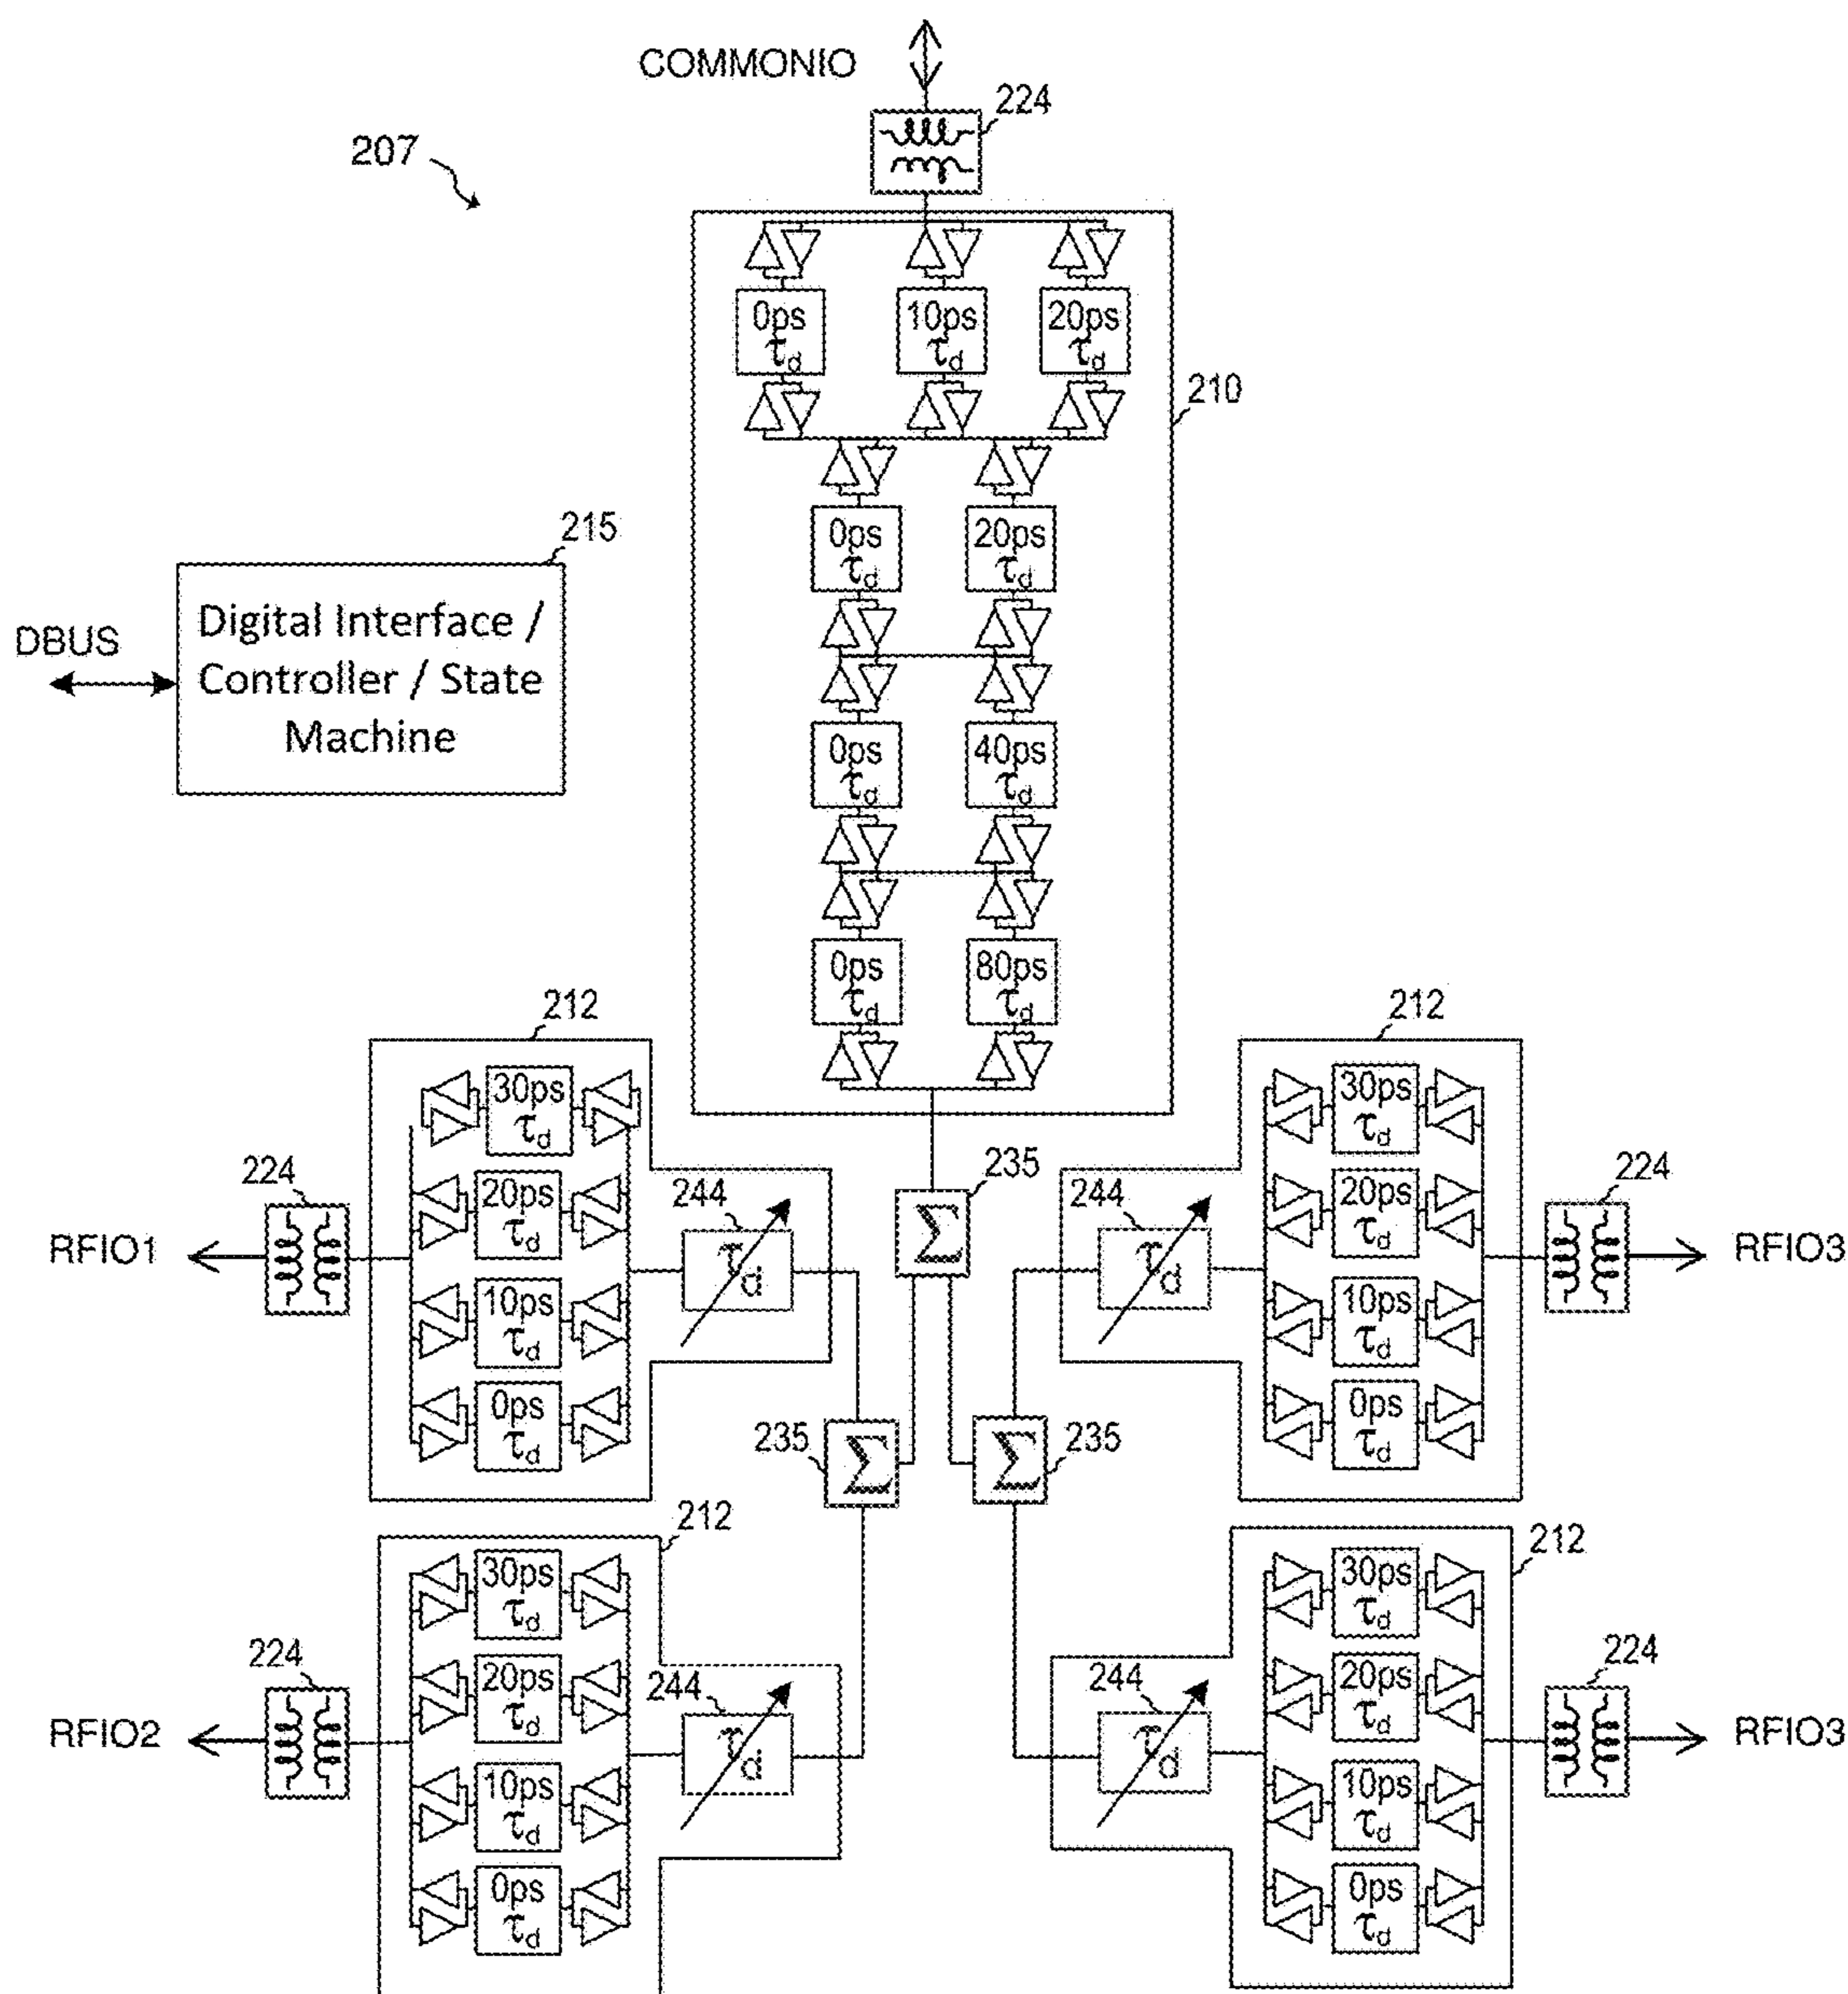 COMMONIO
224
207
0ps
τd
10ps
τd
20ps
τd
210
0ps
τd
20ps
τd
215
DBUS
Digital Interface /
Controller / State
Machine
0ps
τd
40ps
τd
0ps
τd
80ps
τd
212
30ps
τd
20ps
τd
10ps
τd
0ps
τd
224
RFIO1
244
τd
235
Σ
212
244
τd
30ps
τd
20ps
τd
10ps
τd
0ps
τd
224
RFIO3
235
Σ
Σ
235
212
30ps
τd
20ps
τd
10ps
τd
0ps
τd
224
RFIO2
244
τd
212
244
τd
30ps
τd
20ps
τd
10ps
τd
0ps
τd
224
RFIO3